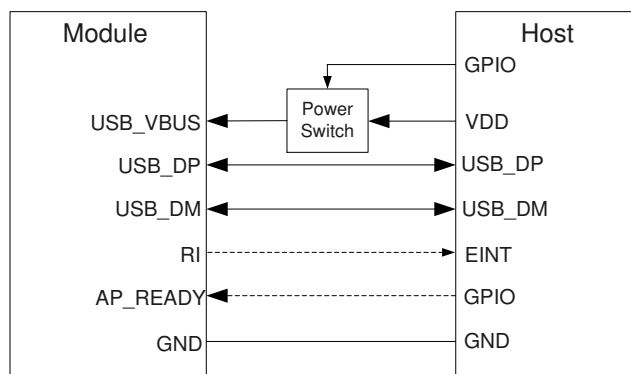 Module
Host
GPIO
Power
Switch
USB_VBUS
VDD
USB_DP
USB_DP
USB_DM
USB_DM
RI
EINT
AP_READY
GPIO
GND
GND